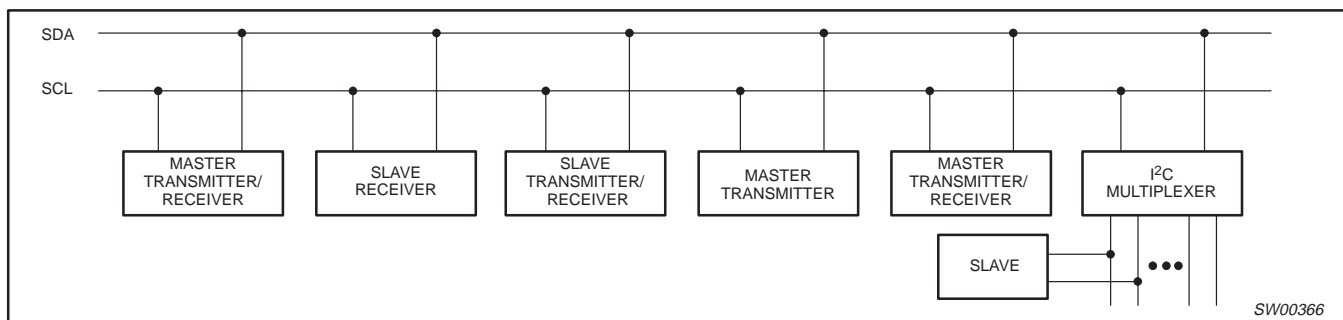 SDA
SCL
MASTER
TRANSMITTER/
RECEIVER
SLAVE
RECEIVER
SLAVE
TRANSMITTER/
RECEIVER
MASTER
TRANSMITTER
MASTER
TRANSMITTER/
RECEIVER
I²C
MULTIPLEXER
SLAVE
SW00366